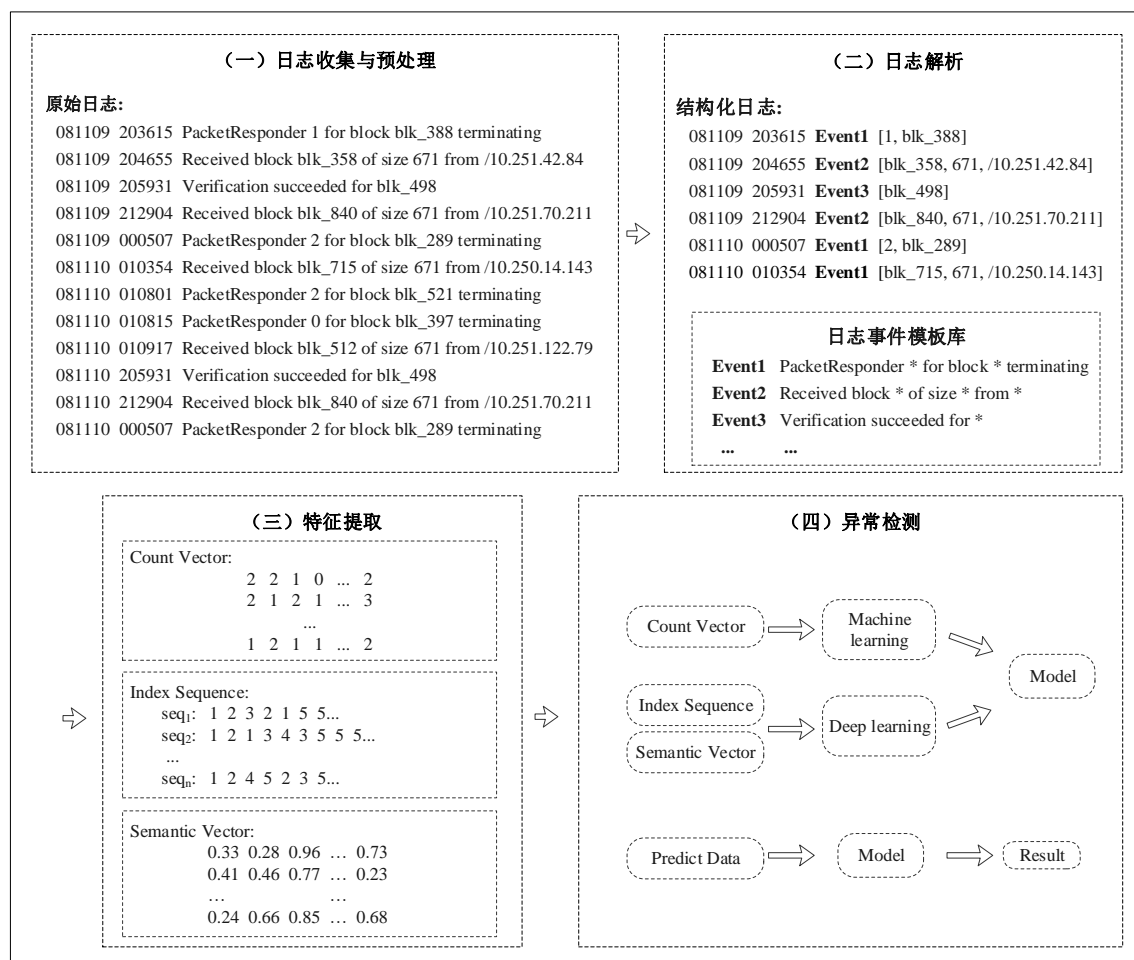 （一）日志收集与预处理
原始日志:
081109 203615 PacketResponder 1 for block blk_388 terminating
081109 204655 Received block blk_358 of size 671 from /10.251.42.84
081109 205931 Verification succeeded for blk_498
081109 212904 Received block blk_840 of size 671 from /10.251.70.211
081109 000507 PacketResponder 2 for block blk_289 terminating
081110 010354 Received block blk_715 of size 671 from /10.250.14.143
081110 010801 PacketResponder 2 for block blk_521 terminating
081110 010815 PacketResponder 0 for block blk_397 terminating
081110 010917 Received block blk_512 of size 671 from /10.251.122.79
081110 205931 Verification succeeded for blk_498
081110 212904 Received block blk_840 of size 671 from /10.251.70.211
081110 000507 PacketResponder 2 for block blk_289 terminating
（二）日志解析
结构化日志:
081109 203615 Event1 [1, blk_388]
081109 204655 Event2 [blk_358, 671, /10.251.42.84]
081109 205931 Event3 [blk_498]
081109 212904 Event2 [blk_840, 671, /10.251.70.211]
081110 000507 Event1 [2, blk_289]
081110 010354 Event1 [blk_715, 671, /10.250.14.143]
日志事件模板库
Event1 PacketResponder * for block * terminating
Event2 Received block * of size * from *
Event3 Verification succeeded for *
... ...
（三）特征提取
Count Vector:
2 2 1 0 ... 2
2 1 2 1 ... 3
...
1 2 1 1 ... 2
Index Sequence:
seq1: 1 2 3 2 1 5 5...
seq2: 1 2 1 3 4 3 5 5 5...
...
seqn: 1 2 4 5 2 3 5...
Semantic Vector:
0.33 0.28 0.96 … 0.73
0.41 0.46 0.77 … 0.23
… …
0.24 0.66 0.85 … 0.68
（四）异常检测
Count Vector
Machine
learning
Model
Index Sequence
Semantic Vector
Deep learning
Predict Data
Model
Result